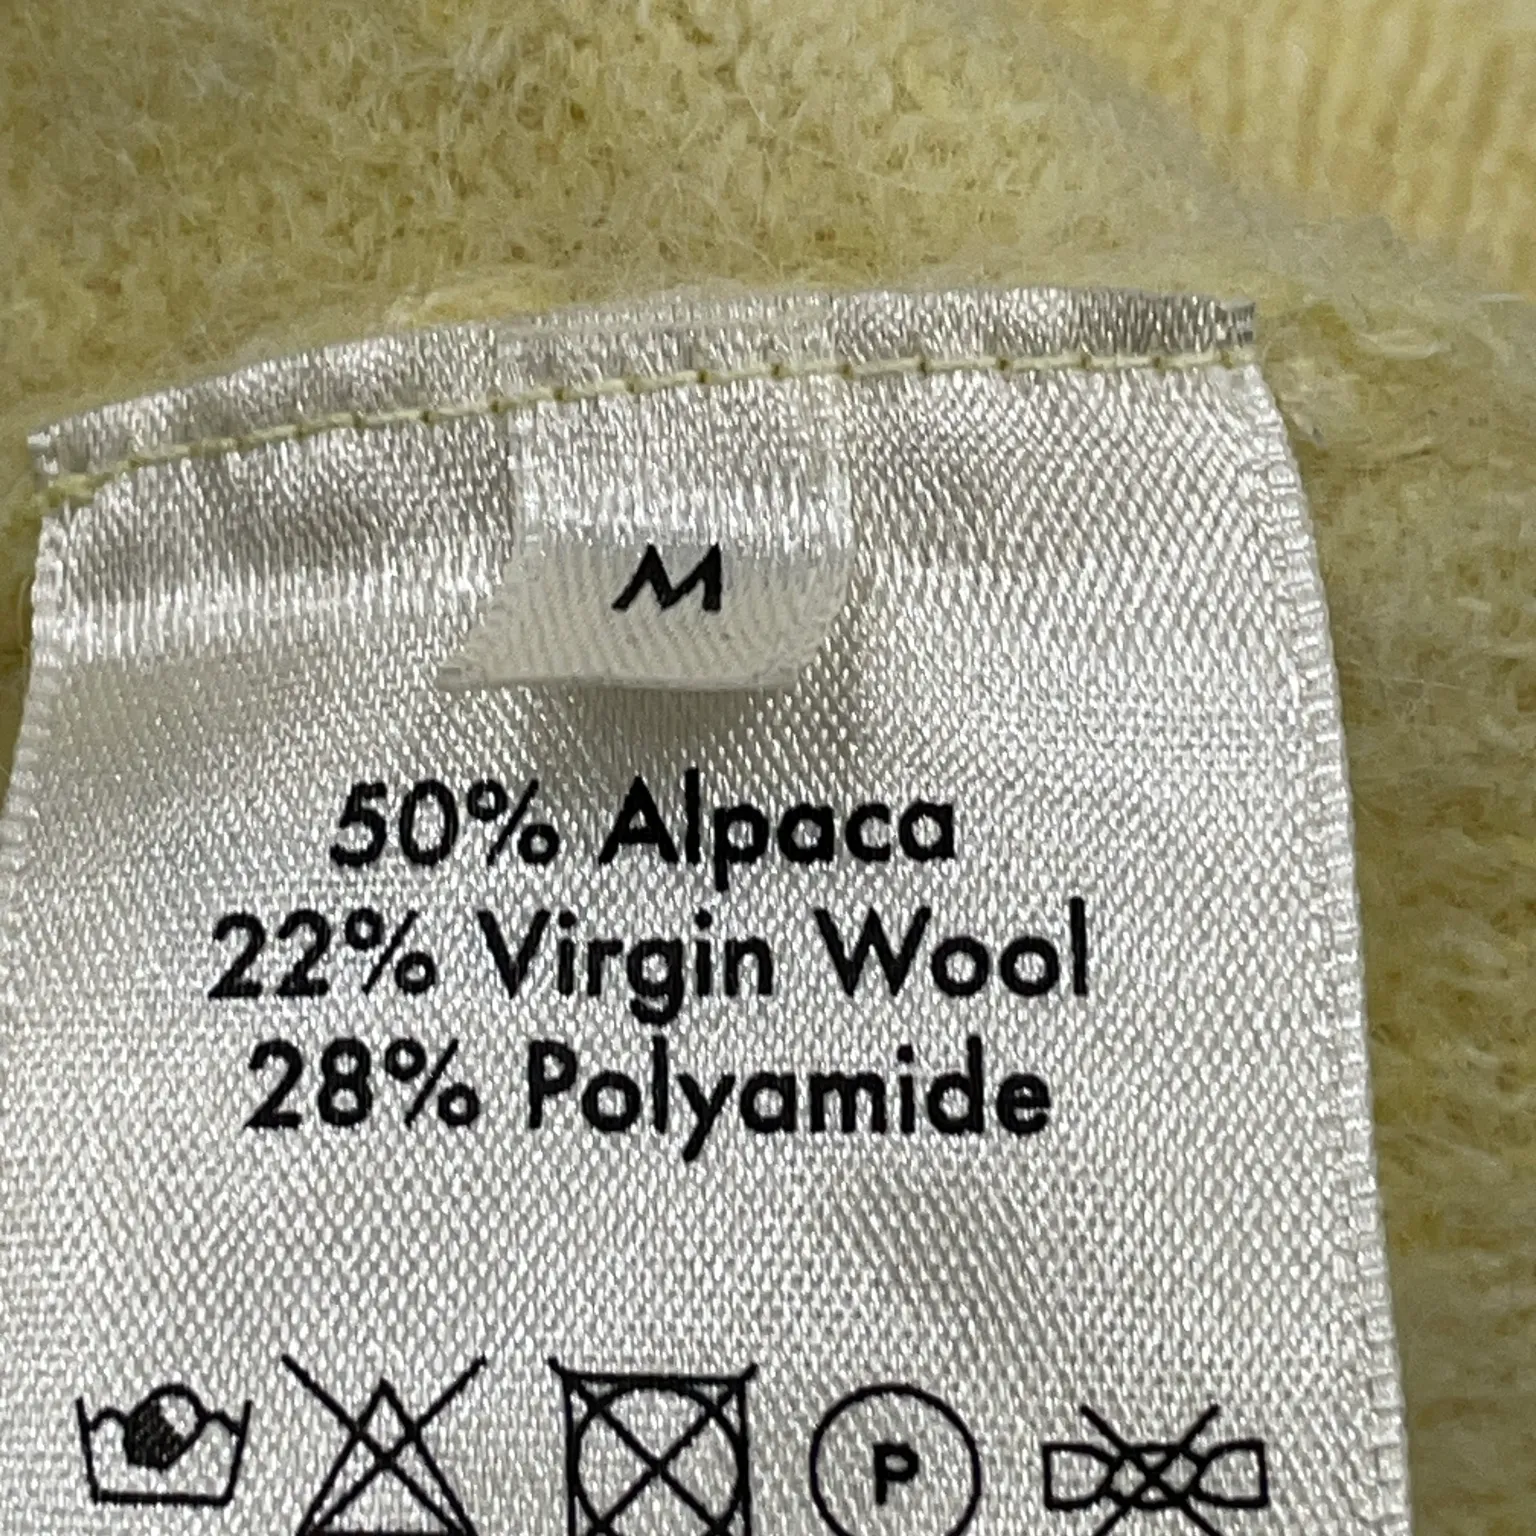 M
50% Alpaca
22% Virgin Wool
28% Polyamide
P